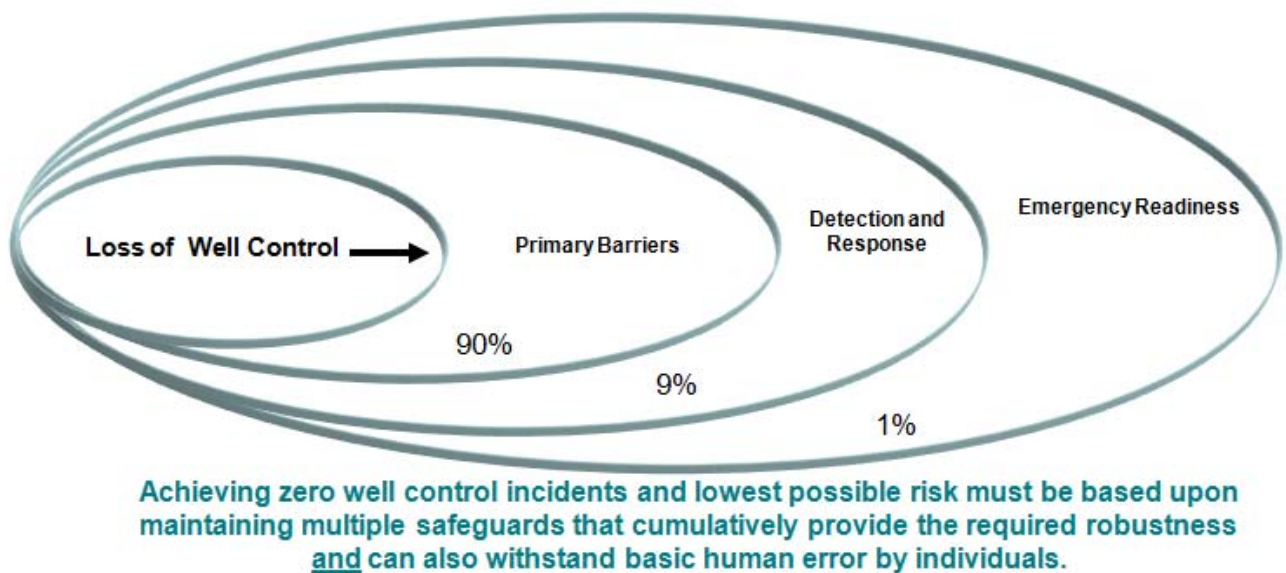 Loss of Well Control
Primary Barriers
Detection and
Response
Emergency Readiness
90%
9%
1%
Achieving zero well control incidents and lowest possible risk must be based upon
maintaining multiple safeguards that cumulatively provide the required robustness
and can also withstand basic human error by individuals.